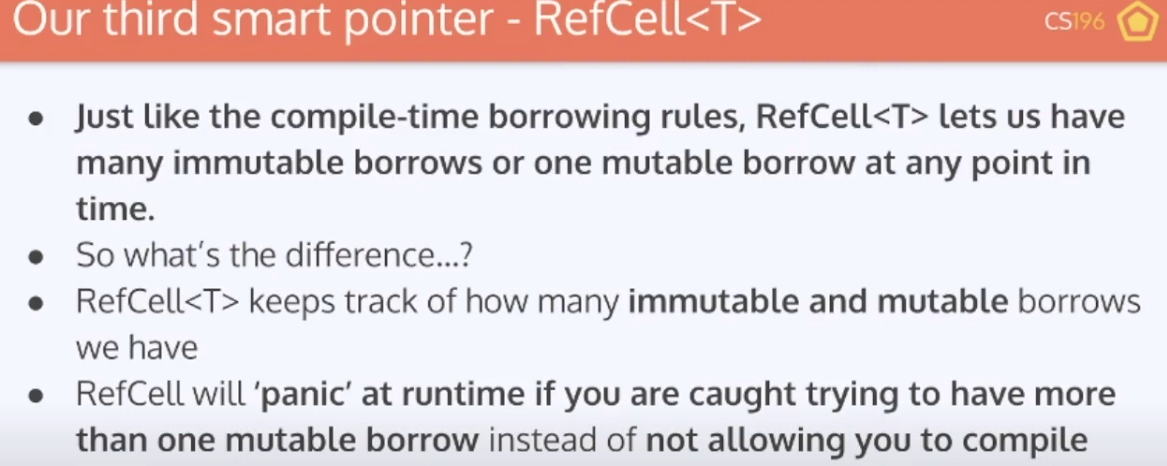 Our third smart pointer - RefCell<T>
CS196
● Just like the compile-time borrowing rules, RefCell<T> lets us have
many immutable borrows or one mutable borrow at any point in
time.
● So what's the difference...?
● RefCell<T> keeps track of how many immutable and mutable borrows
we have
● RefCell will 'panic' at runtime if you are caught trying to have more
than one mutable borrow instead of not allowing you to compile